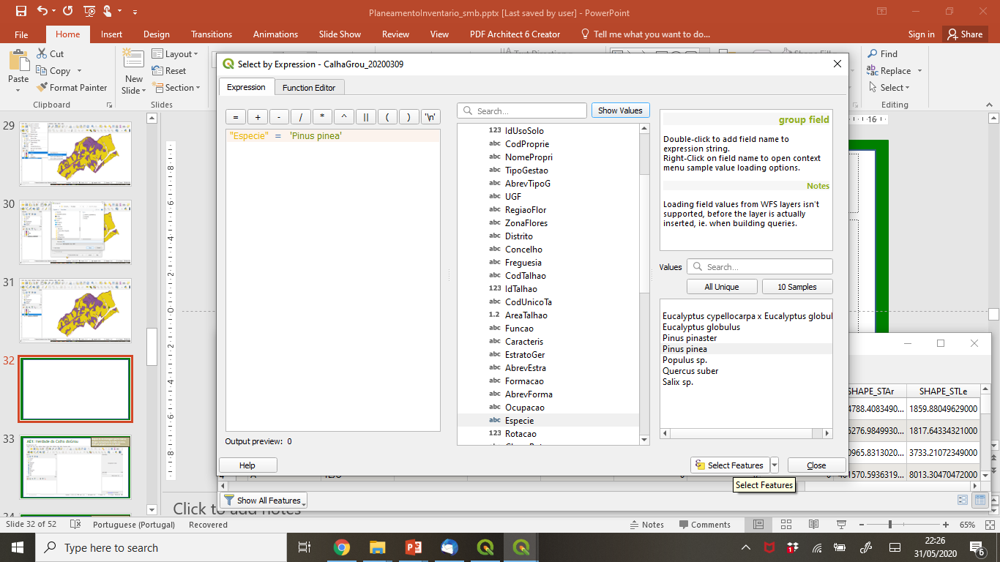 PlaneamentoInventario_smb.pptx [Last saved by user] - PowerPoint
File
Home
Insert
Design
Transitions
Animations
Slide Show
Review
View
PDF Architect 6 Creator
Tell me what you want to do...
Sign in
Share
Paste
Cut
Copy
Format Painter
Clipboard
New
Slide
Layout
Reset
Section
Slides
Find
Replace
Select
Editing
Select by Expression - CalhaGrou_20200309
Expression
Function Editor
= + - / * ^ || ( ) '\n'
"Especie" = 'Pinus pinea'
Output preview: 0
Help
Search...
Show Values
123 IdUsoSolo
abc CodProprie
abc NomePropri
abc TipoGestao
abc AbrevTipoG
abc UGF
abc RegiaoFlor
abc ZonaFlores
abc Distrito
abc Concelho
abc Freguesia
abc CodTalhao
123 IdTalhao
abc CodUnicoTa
1.2 AreaTalhao
abc Funcao
abc Caracteris
abc EstratoGer
abc AbrevEstra
abc Formacao
abc AbrevForma
abc Ocupacao
abc Especie
123 Rotacao
group field
Double-click to add field name to
expression string.
Right-Click on field name to open context
menu sample value loading options.
Notes
Loading field values from WFS layers isn't
supported, before the layer is actually
inserted, ie. when building queries.
Values
Search...
All Unique
10 Samples
Eucalyptus cypellocarpa x Eucalyptus globul
Eucalyptus globulus
Pinus pinaster
Pinus pinea
Populus sp.
Quercus suber
Salix sp.
Select Features
Close
Select Features
16
29
30
31
32
33
AE1: Herdade da Calha doGrou
SHAPE_STAr
SHAPE_STLe
4788.4083490...
1859.88049629000
6276.9849930...
1817.64334321000
0965.8313020...
3733.21072349000
401570.5936319...
8013.30470472000
Show All Features
Click to add notes
Slide 32 of 52
Portuguese (Portugal)
Recovered
Notes
Comments
65%
Type here to search
22:26
31/05/2020
6